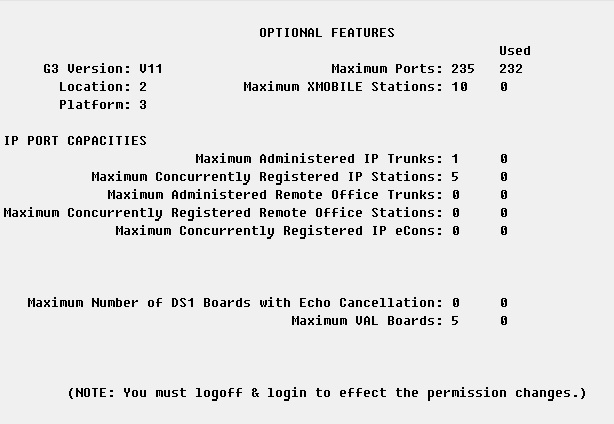 OPTIONAL FEATURES
Used
G3 Version: V11 Maximum Ports: 235 232
Location: 2 Maximum XMOBILE Stations: 10 0
Platform: 3
IP PORT CAPACITIES
Maximum Administered IP Trunks: 1 0
Maximum Concurrently Registered IP Stations: 5 0
Maximum Administered Remote Office Trunks: 0 0
Maximum Concurrently Registered Remote Office Stations: 0 0
Maximum Concurrently Registered IP eCons: 0 0
Maximum Number of DS1 Boards with Echo Cancellation: 0 0
Maximum VAL Boards: 5 0
(NOTE: You must logoff & login to effect the permission changes.)